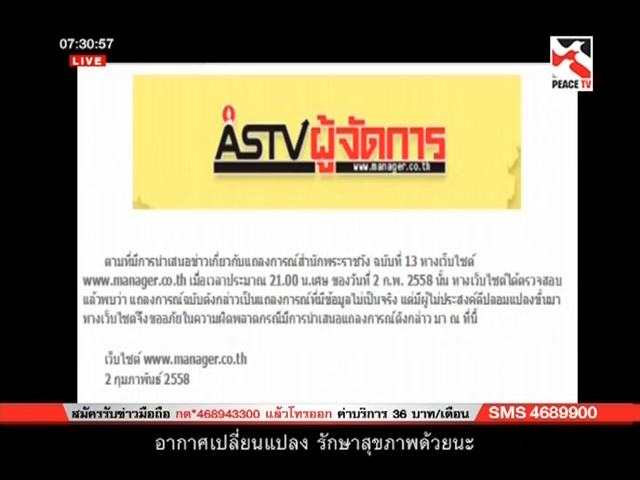 07:30:57
LIVE
PEACE TV
ASTVผู้จัดการ
www.manager.co.th
ตามที่มีการนำเสนอข่าวเกี่ยวกับแถลงการณ์สำนักพระราชวัง ฉบับที่ 13 ทางเว็บไซต์
www.manager.co.th เมื่อเวลาประมาณ 21.00 น.เศษ ของวันที่ 2 ก.พ. 2558 นั้น ทางเว็บไซต์ได้ตรวจสอบ
แล้วพบว่า แถลงการณ์ฉบับดังกล่าวเป็นแถลงการณ์ที่มีข้อมูลไม่เป็นจริง แต่มีผู้ไม่ประสงค์ดีปลอมแปลงขึ้นมา
ทางเว็บไซต์จึงขออภัยในความผิดพลาดกรณีมีการนำเสนอแถลงการณ์ดังกล่าว มา ณ ที่นี้
เว็บไซต์ www.manager.co.th
2 กุมภาพันธ์ 2558
สมัครรับข่าวมือถือ กด*468943300 แล้วโทรออก ค่าบริการ 36 บาท/เดือน SMS 4689900
อากาศเปลี่ยนแปลง รักษาสุขภาพด้วยนะ